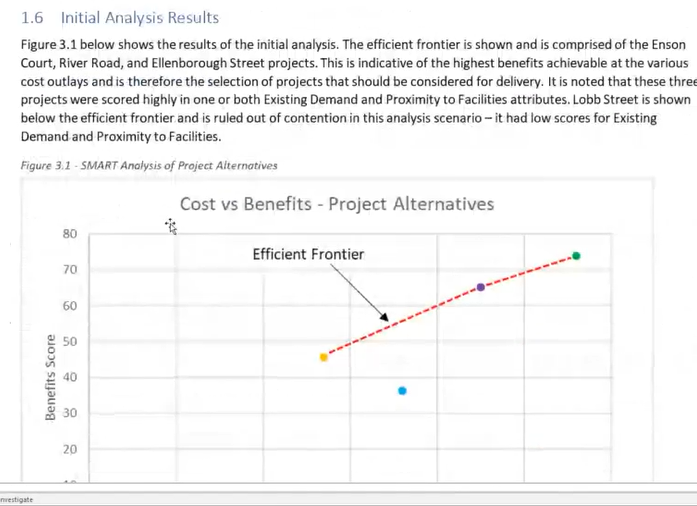 1.6 Initial Analysis Results
Figure 3.1 below shows the results of the initial analysis. The efficient frontier is shown and is comprised of the Enson
Court, River Road, and Ellenborough Street projects. This is indicative of the highest benefits achievable at the various
cost outlays and is therefore the selection of projects that should be considered for delivery. It is noted that these three
projects were scored highly in one or both Existing Demand and Proximity to Facilities attributes. Lobb Street is shown
below the efficient frontier and is ruled out of contention in this analysis scenario – it had low scores for Existing
Demand and Proximity to Facilities.
Figure 3.1 - SMART Analysis of Project Alternatives
Cost vs Benefits - Project Alternatives
Efficient Frontier
Benefits Score
80
70
60
50
40
30
20
nvestigate